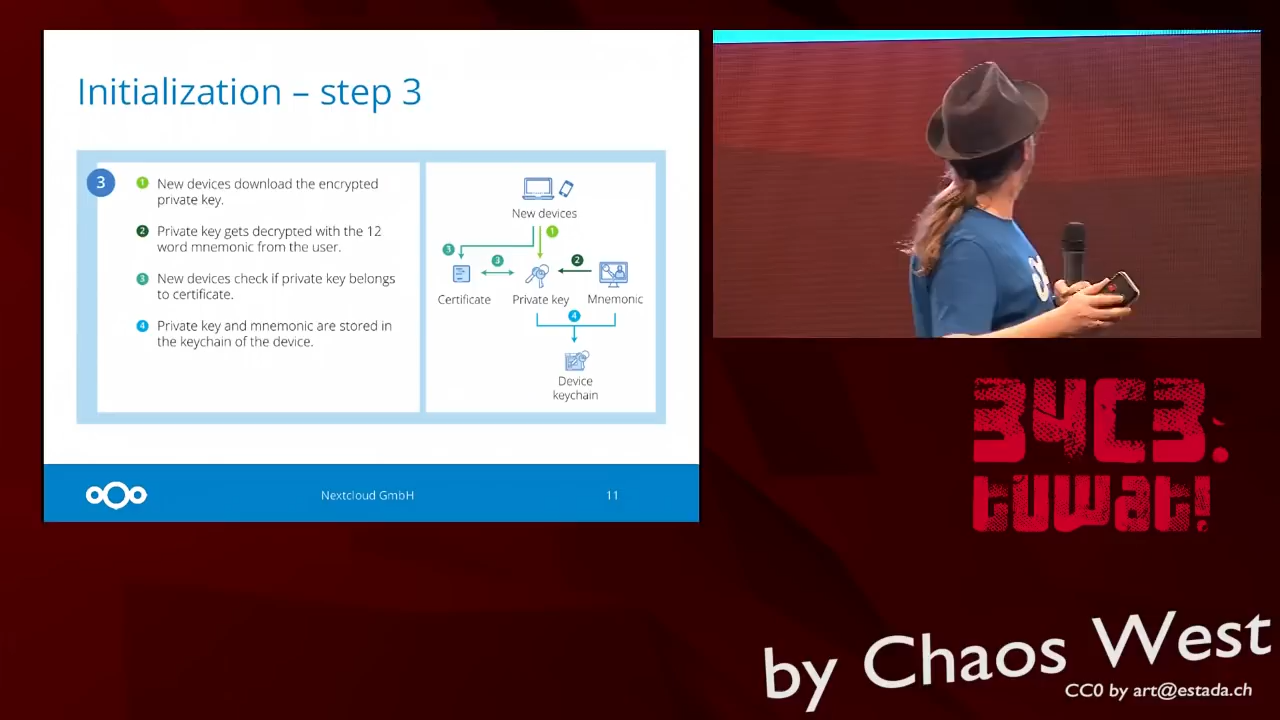 Initialization – step 3
3
1 New devices download the encrypted
private key.
2 Private key gets decrypted with the 12
word mnemonic from the user.
3 New devices check if private key belongs
to certificate.
4 Private key and mnemonic are stored in
the keychain of the device.
New devices
1
3
3
2
Certificate
Private key
Mnemonic
4
Device
keychain
Nextcloud GmbH
11
34C3:
tuwat!
by Chaos West
CC0 by art@estada.ch